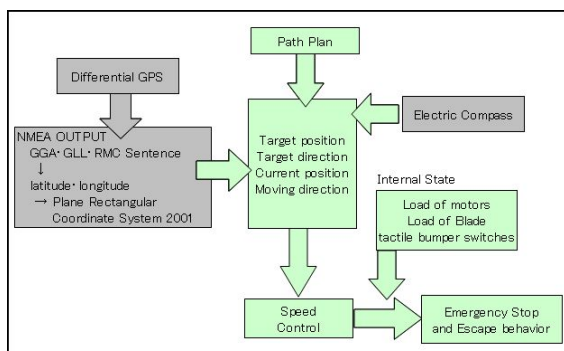 Path Plan
Differential GPS
NMEA OUTPUT
GGA・GLL・RMC Sentence
↓
latitude・longitude
→ Plane Rectangular
Coordinate System 2001
Electric Compass
Target position
Target direction
Current position
Moving direction
Internal State
Load of motors
Load of Blade
tactile bumper switches
Speed
Control
Emergency Stop
and Escape behavior